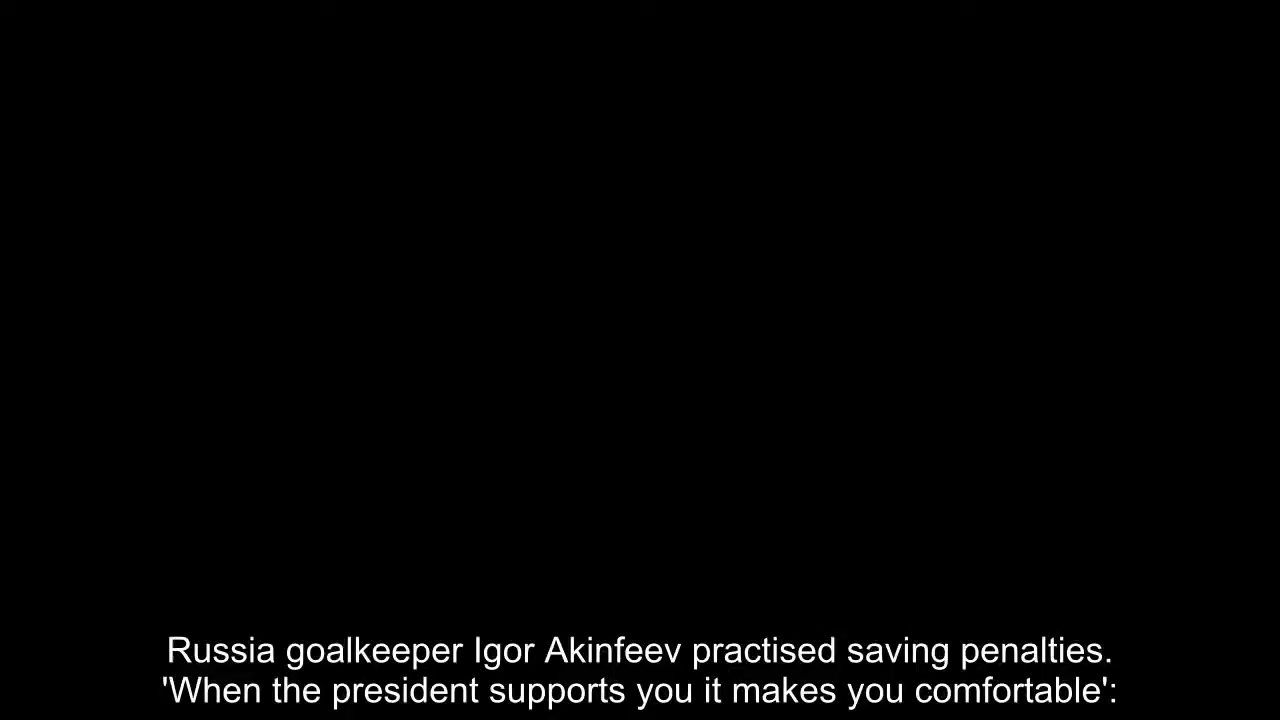 Russia goalkeeper Igor Akinfeev practised saving penalties.
'When the president supports you it makes you comfortable':